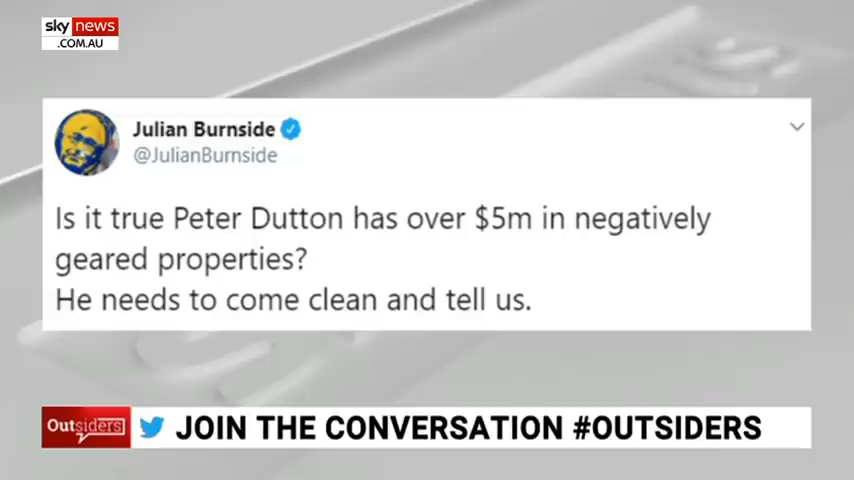 sky news
.COM.AU
Julian Burnside
@JulianBurnside
Is it true Peter Dutton has over $5m in negatively
geared properties?
He needs to come clean and tell us.
Outsiders
JOIN THE CONVERSATION #OUTSIDERS